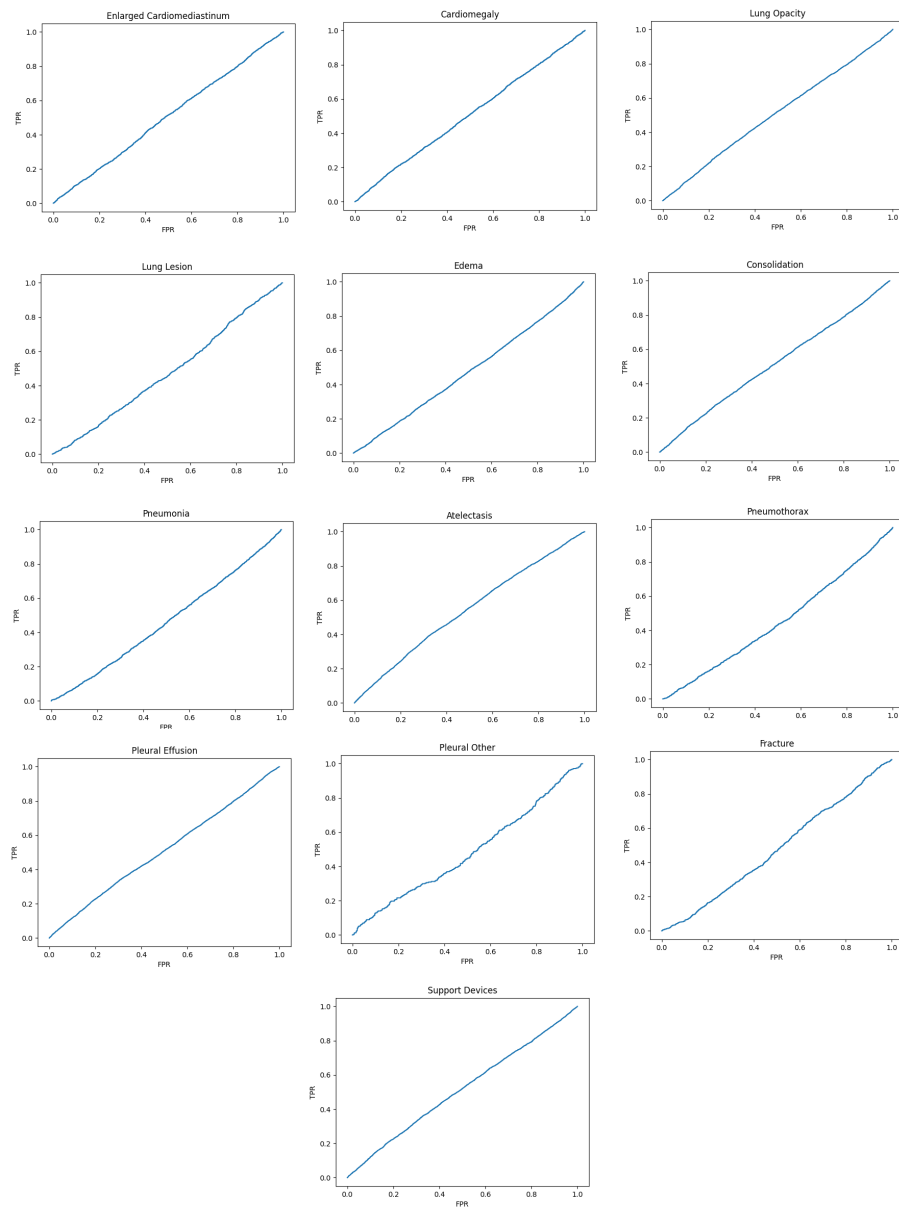 Enlarged Cardiomediastinum
1.0
0.8
0.6
0.4
0.2
0.0
TPR
0.0 0.2 0.4 0.6 0.8 1.0
FPR
Cardiomegaly
1.0
0.8
0.6
0.4
0.2
0.0
TPR
0.0 0.2 0.4 0.6 0.8 1.0
FPR
Lung Opacity
1.0
0.8
0.6
0.4
0.2
0.0
TPR
0.0 0.2 0.4 0.6 0.8 1.0
FPR
Lung Lesion
1.0
0.8
0.6
0.4
0.2
0.0
TPR
0.0 0.2 0.4 0.6 0.8 1.0
FPR
Edema
1.0
0.8
0.6
0.4
0.2
0.0
TPR
0.0 0.2 0.4 0.6 0.8 1.0
FPR
Consolidation
1.0
0.8
0.6
0.4
0.2
0.0
TPR
0.0 0.2 0.4 0.6 0.8 1.0
FPR
Pneumonia
1.0
0.8
0.6
0.4
0.2
0.0
TPR
0.0 0.2 0.4 0.6 0.8 1.0
FPR
Atelectasis
1.0
0.8
0.6
0.4
0.2
0.0
TPR
0.0 0.2 0.4 0.6 0.8 1.0
FPR
Pneumothorax
1.0
0.8
0.6
0.4
0.2
0.0
TPR
0.0 0.2 0.4 0.6 0.8 1.0
FPR
Pleural Effusion
1.0
0.8
0.6
0.4
0.2
0.0
TPR
0.0 0.2 0.4 0.6 0.8 1.0
FPR
Pleural Other
1.0
0.8
0.6
0.4
0.2
0.0
TPR
0.0 0.2 0.4 0.6 0.8 1.0
FPR
Fracture
1.0
0.8
0.6
0.4
0.2
0.0
TPR
0.0 0.2 0.4 0.6 0.8 1.0
FPR
Support Devices
1.0
0.8
0.6
0.4
0.2
0.0
TPR
0.0 0.2 0.4 0.6 0.8 1.0
FPR